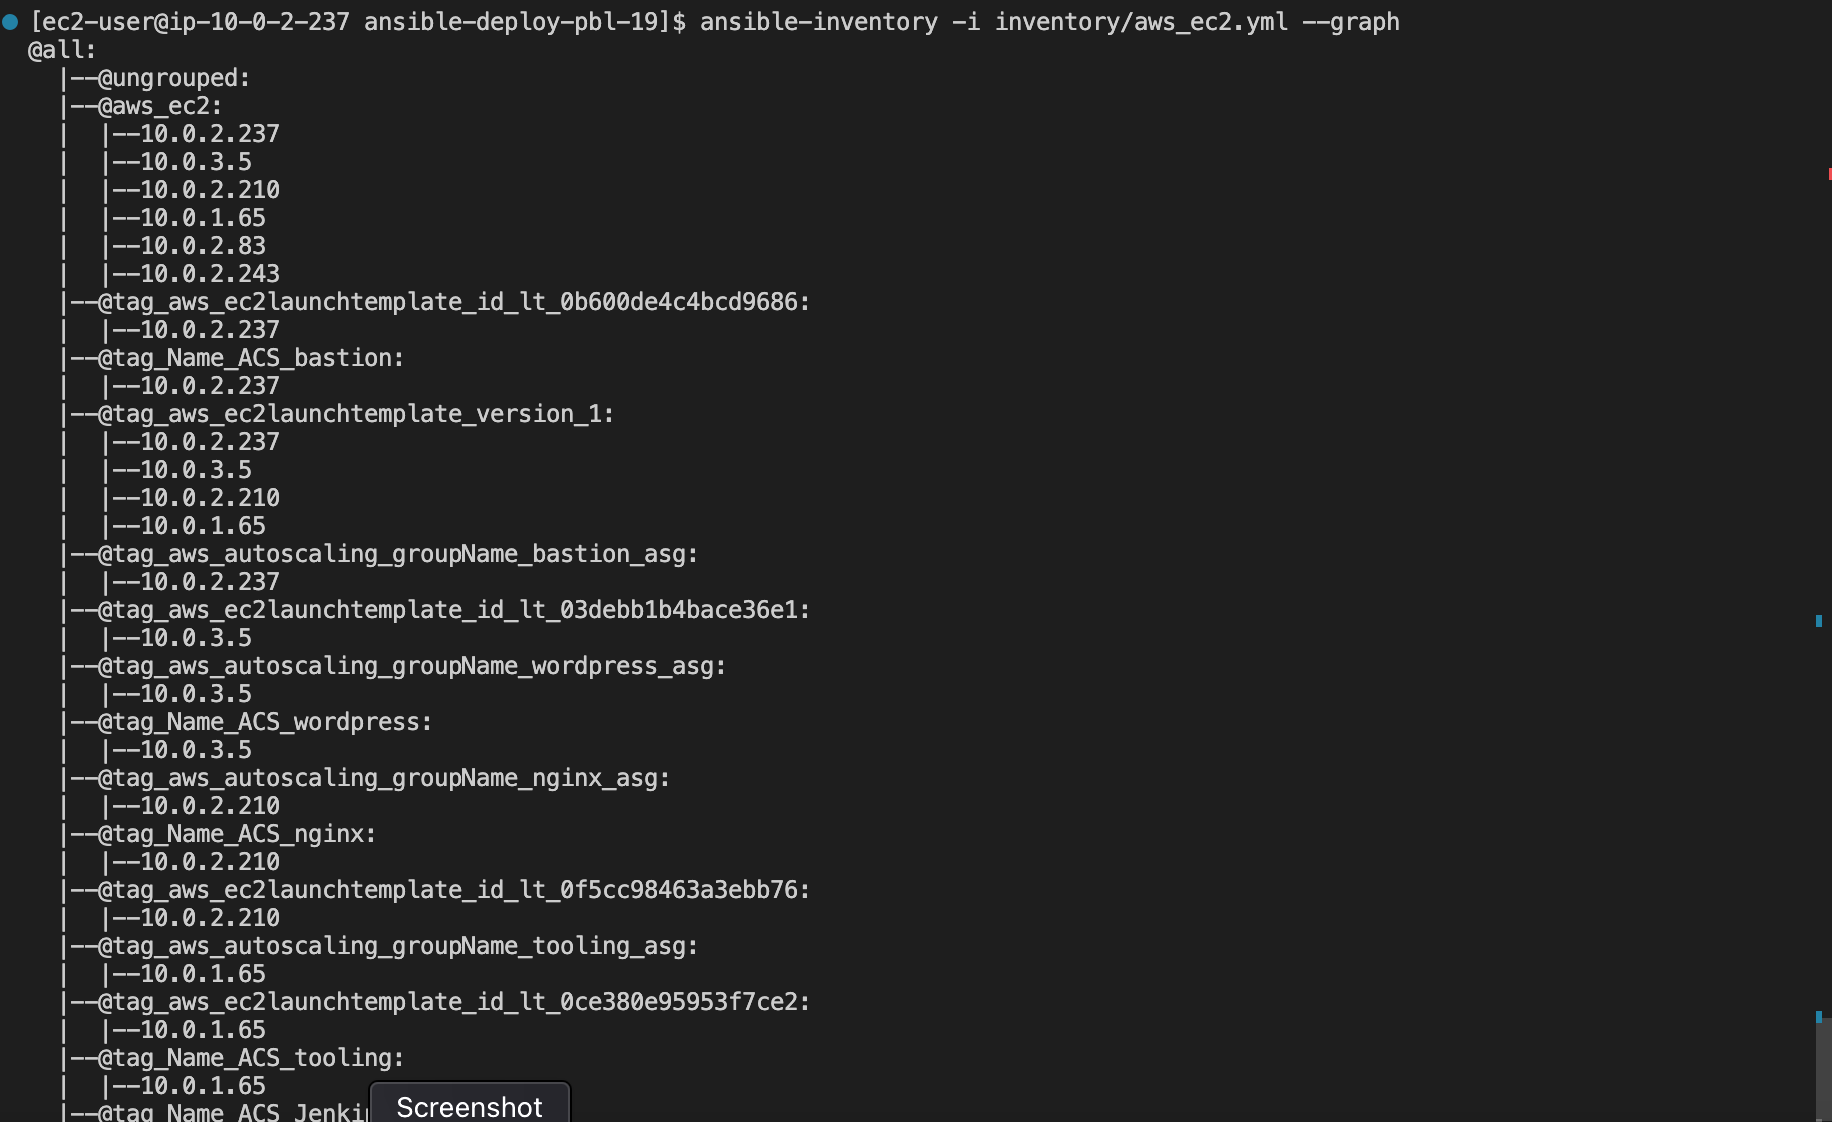 [ec2-user@ip-10-0-2-237 ansible-deploy-pbl-19]$ ansible-inventory -i inventory/aws_ec2.yml --graph
@all:
  |--@ungrouped:
  |--@aws_ec2:
  |  |--10.0.2.237
  |  |--10.0.3.5
  |  |--10.0.2.210
  |  |--10.0.1.65
  |  |--10.0.2.83
  |  |--10.0.2.243
  |--@tag_aws_ec2launchtemplate_id_lt_0b600de4c4bcd9686:
  |  |--10.0.2.237
  |--@tag_Name_ACS_bastion:
  |  |--10.0.2.237
  |--@tag_aws_ec2launchtemplate_version_1:
  |  |--10.0.2.237
  |  |--10.0.3.5
  |  |--10.0.2.210
  |  |--10.0.1.65
  |--@tag_aws_autoscaling_groupName_bastion_asg:
  |  |--10.0.2.237
  |--@tag_aws_ec2launchtemplate_id_lt_03debb1b4bace36e1:
  |  |--10.0.3.5
  |--@tag_aws_autoscaling_groupName_wordpress_asg:
  |  |--10.0.3.5
  |--@tag_Name_ACS_wordpress:
  |  |--10.0.3.5
  |--@tag_aws_autoscaling_groupName_nginx_asg:
  |  |--10.0.2.210
  |--@tag_Name_ACS_nginx:
  |  |--10.0.2.210
  |--@tag_aws_ec2launchtemplate_id_lt_0f5cc98463a3ebb76:
  |  |--10.0.2.210
  |--@tag_aws_autoscaling_groupName_tooling_asg:
  |  |--10.0.1.65
  |--@tag_aws_ec2launchtemplate_id_lt_0ce380e95953f7ce2:
  |  |--10.0.1.65
  |--@tag_Name_ACS_tooling:
  |  |--10.0.1.65
  |--@tag_Name_ACS_Jenki
Screenshot